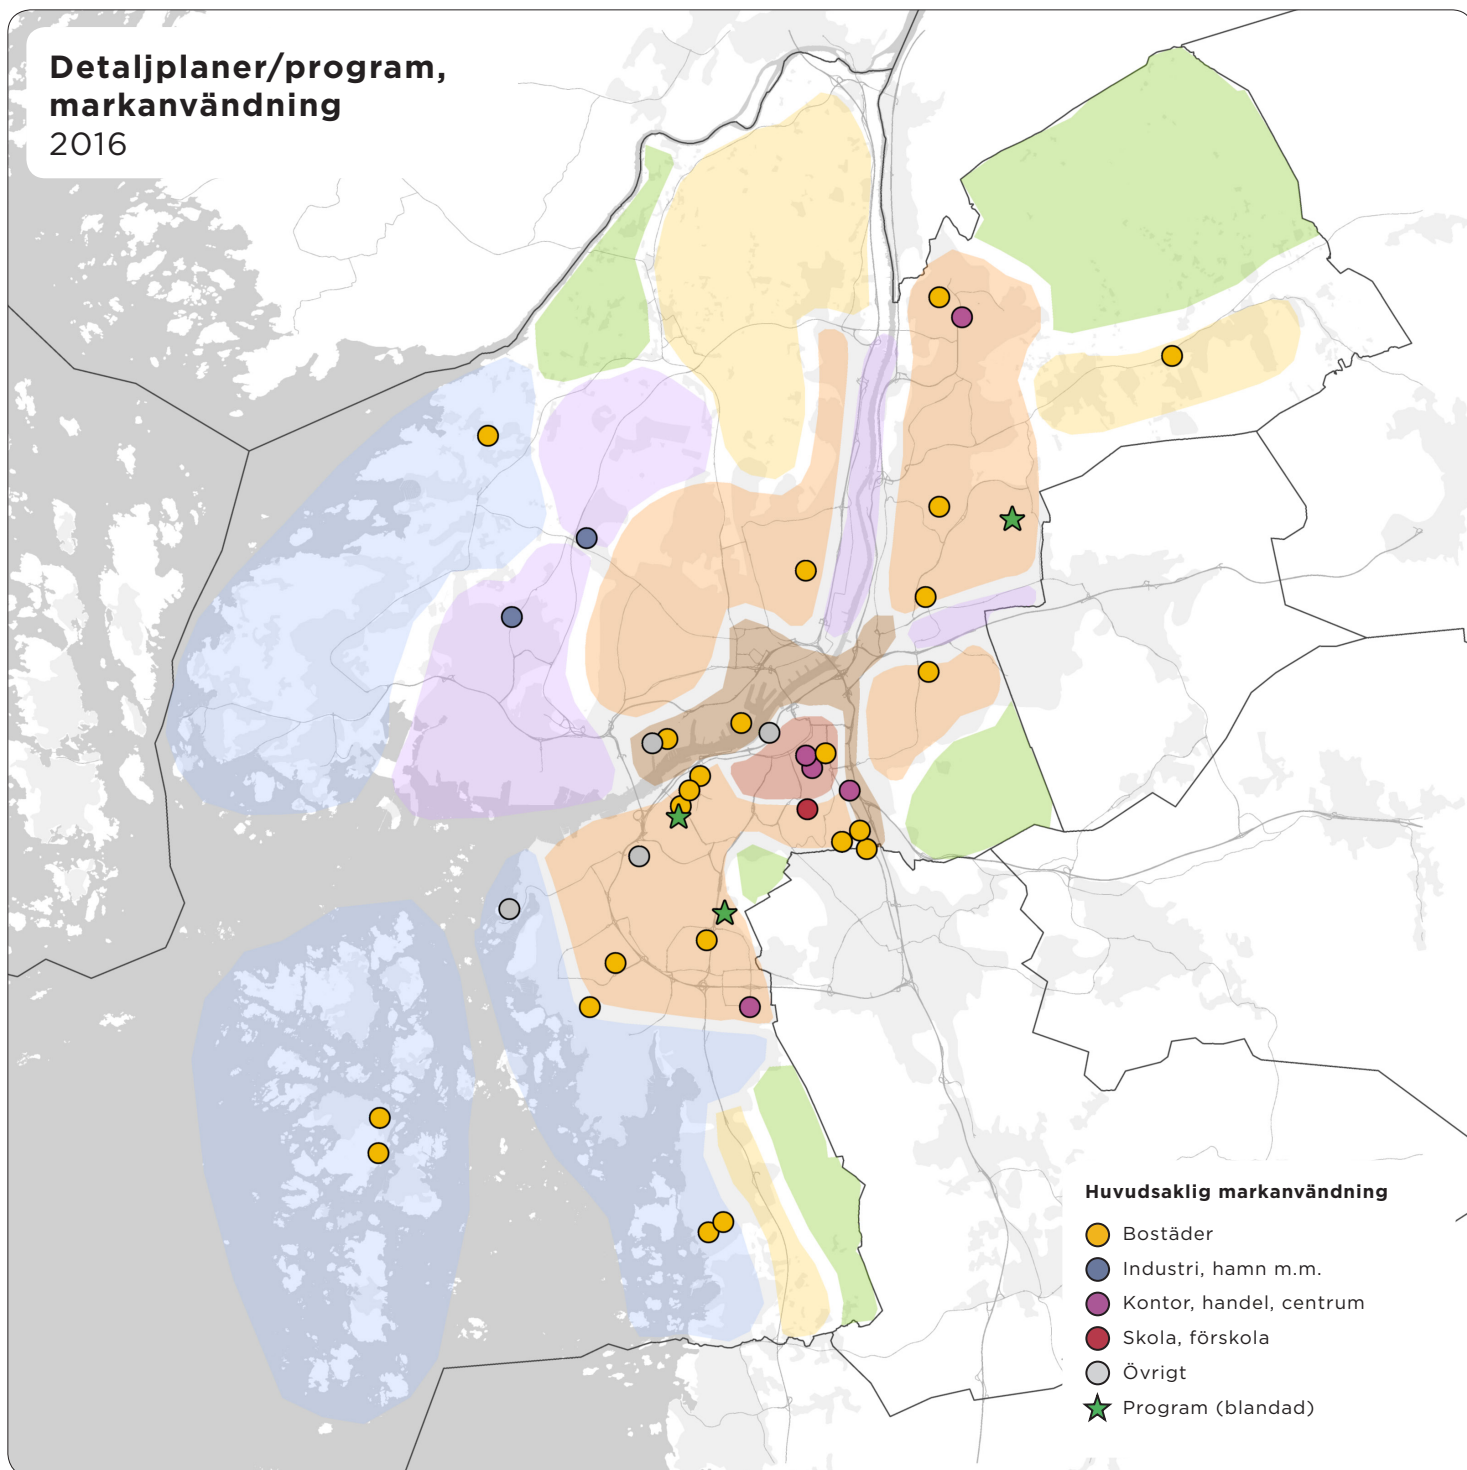 Detaljplaner/program,
markanvändning
2016
Huvudsaklig markanvändning
Bostäder
Industri, hamn m.m.
Kontor, handel, centrum
Skola, förskola
Övrigt
Program (blandad)